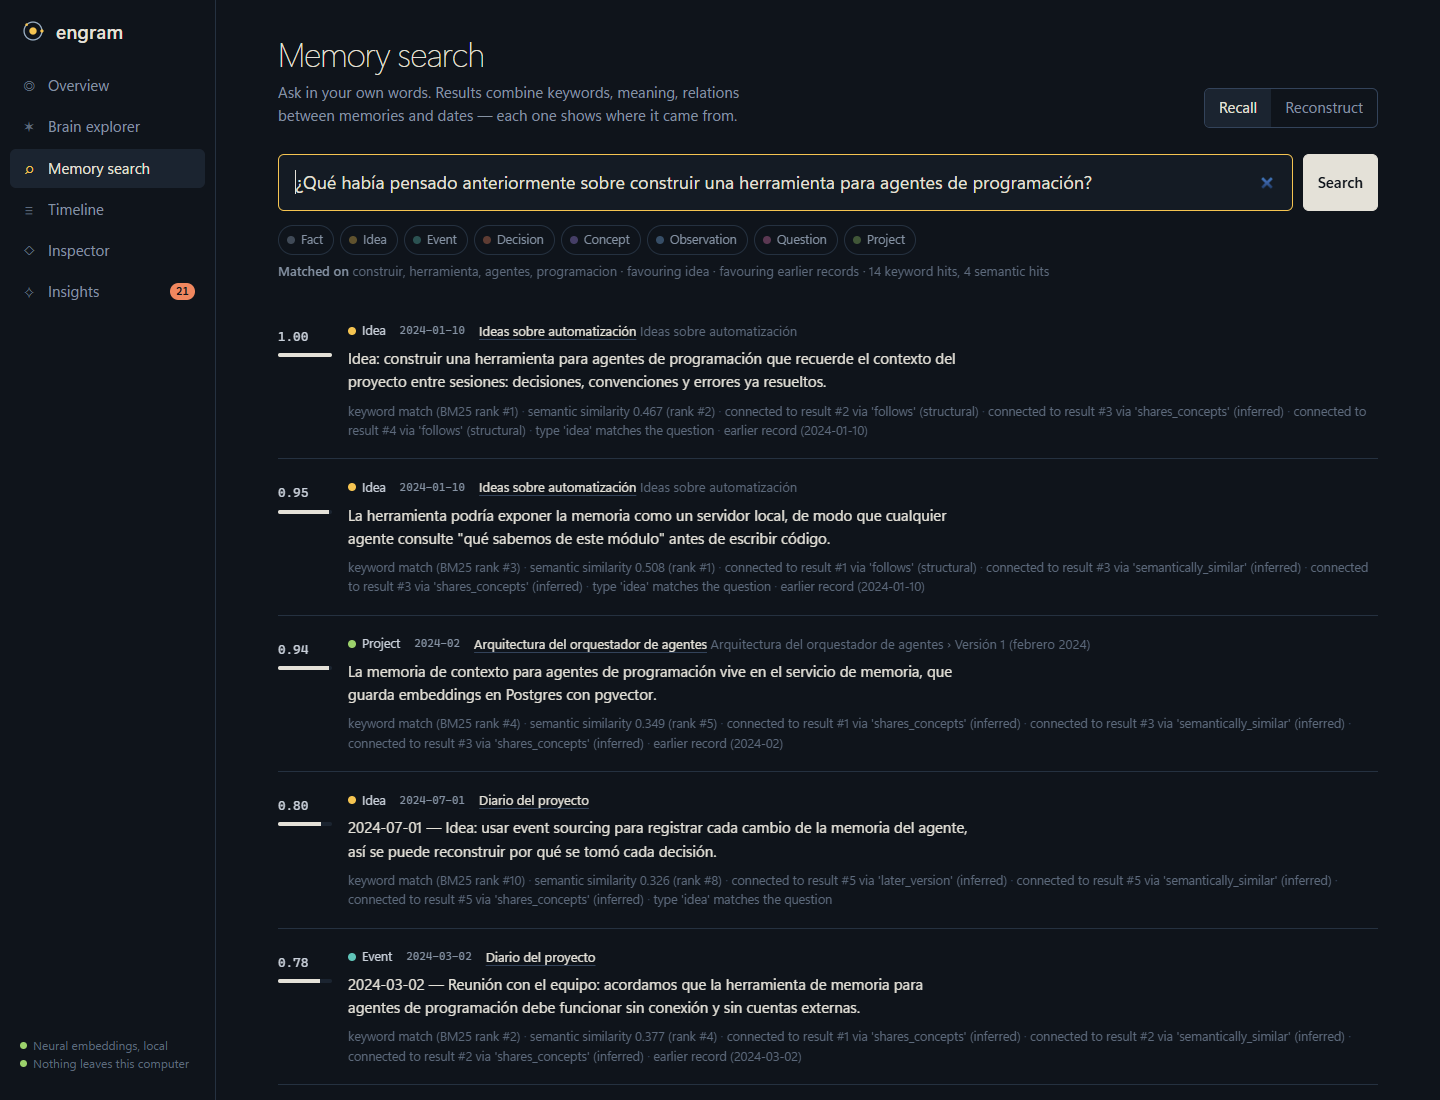 engram
Overview
Brain explorer
Memory search
Timeline
Inspector
Insights
21
Neural embeddings, local
Nothing leaves this computer
Memory search
Ask in your own words. Results combine keywords, meaning, relations
between memories and dates — each one shows where it came from.
Recall
Reconstruct
¿Qué había pensado anteriormente sobre construir una herramienta para agentes de programación?
Search
Fact
Idea
Event
Decision
Concept
Observation
Question
Project
Matched on construir, herramienta, agentes, programacion · favouring idea · favouring earlier records · 14 keyword hits, 4 semantic hits
1.00
Idea 2024-01-10 Ideas sobre automatización Ideas sobre automatización
Idea: construir una herramienta para agentes de programación que recuerde el contexto del
proyecto entre sesiones: decisiones, convenciones y errores ya resueltos.
keyword match (BM25 rank #1) · semantic similarity 0.467 (rank #2) · connected to result #2 via 'follows' (structural) · connected to result #3 via 'shares_concepts' (inferred) · connected to
result #4 via 'follows' (structural) · type 'idea' matches the question · earlier record (2024-01-10)
0.95
Idea 2024-01-10 Ideas sobre automatización Ideas sobre automatización
La herramienta podría exponer la memoria como un servidor local, de modo que cualquier
agente consulte "qué sabemos de este módulo" antes de escribir código.
keyword match (BM25 rank #3) · semantic similarity 0.508 (rank #1) · connected to result #1 via 'follows' (structural) · connected to result #3 via 'semantically_similar' (inferred) · connected
to result #3 via 'shares_concepts' (inferred) · type 'idea' matches the question · earlier record (2024-01-10)
0.94
Project 2024-02 Arquitectura del orquestador de agentes Arquitectura del orquestador de agentes › Versión 1 (febrero 2024)
La memoria de contexto para agentes de programación vive en el servicio de memoria, que
guarda embeddings en Postgres con pgvector.
keyword match (BM25 rank #4) · semantic similarity 0.349 (rank #5) · connected to result #1 via 'shares_concepts' (inferred) · connected to result #3 via 'semantically_similar' (inferred) ·
connected to result #3 via 'shares_concepts' (inferred) · earlier record (2024-02)
0.80
Idea 2024-07-01 Diario del proyecto
2024-07-01 — Idea: usar event sourcing para registrar cada cambio de la memoria del agente,
así se puede reconstruir por qué se tomó cada decisión.
keyword match (BM25 rank #10) · semantic similarity 0.326 (rank #8) · connected to result #5 via 'later_version' (inferred) · connected to result #5 via 'semantically_similar' (inferred) ·
connected to result #5 via 'shares_concepts' (inferred) · type 'idea' matches the question
0.78
Event 2024-03-02 Diario del proyecto
2024-03-02 — Reunión con el equipo: acordamos que la herramienta de memoria para
agentes de programación debe funcionar sin conexión y sin cuentas externas.
keyword match (BM25 rank #2) · semantic similarity 0.377 (rank #4) · connected to result #1 via 'shares_concepts' (inferred) · connected to result #2 via 'semantically_similar' (inferred) ·
connected to result #2 via 'shares_concepts' (inferred) · earlier record (2024-03-02)